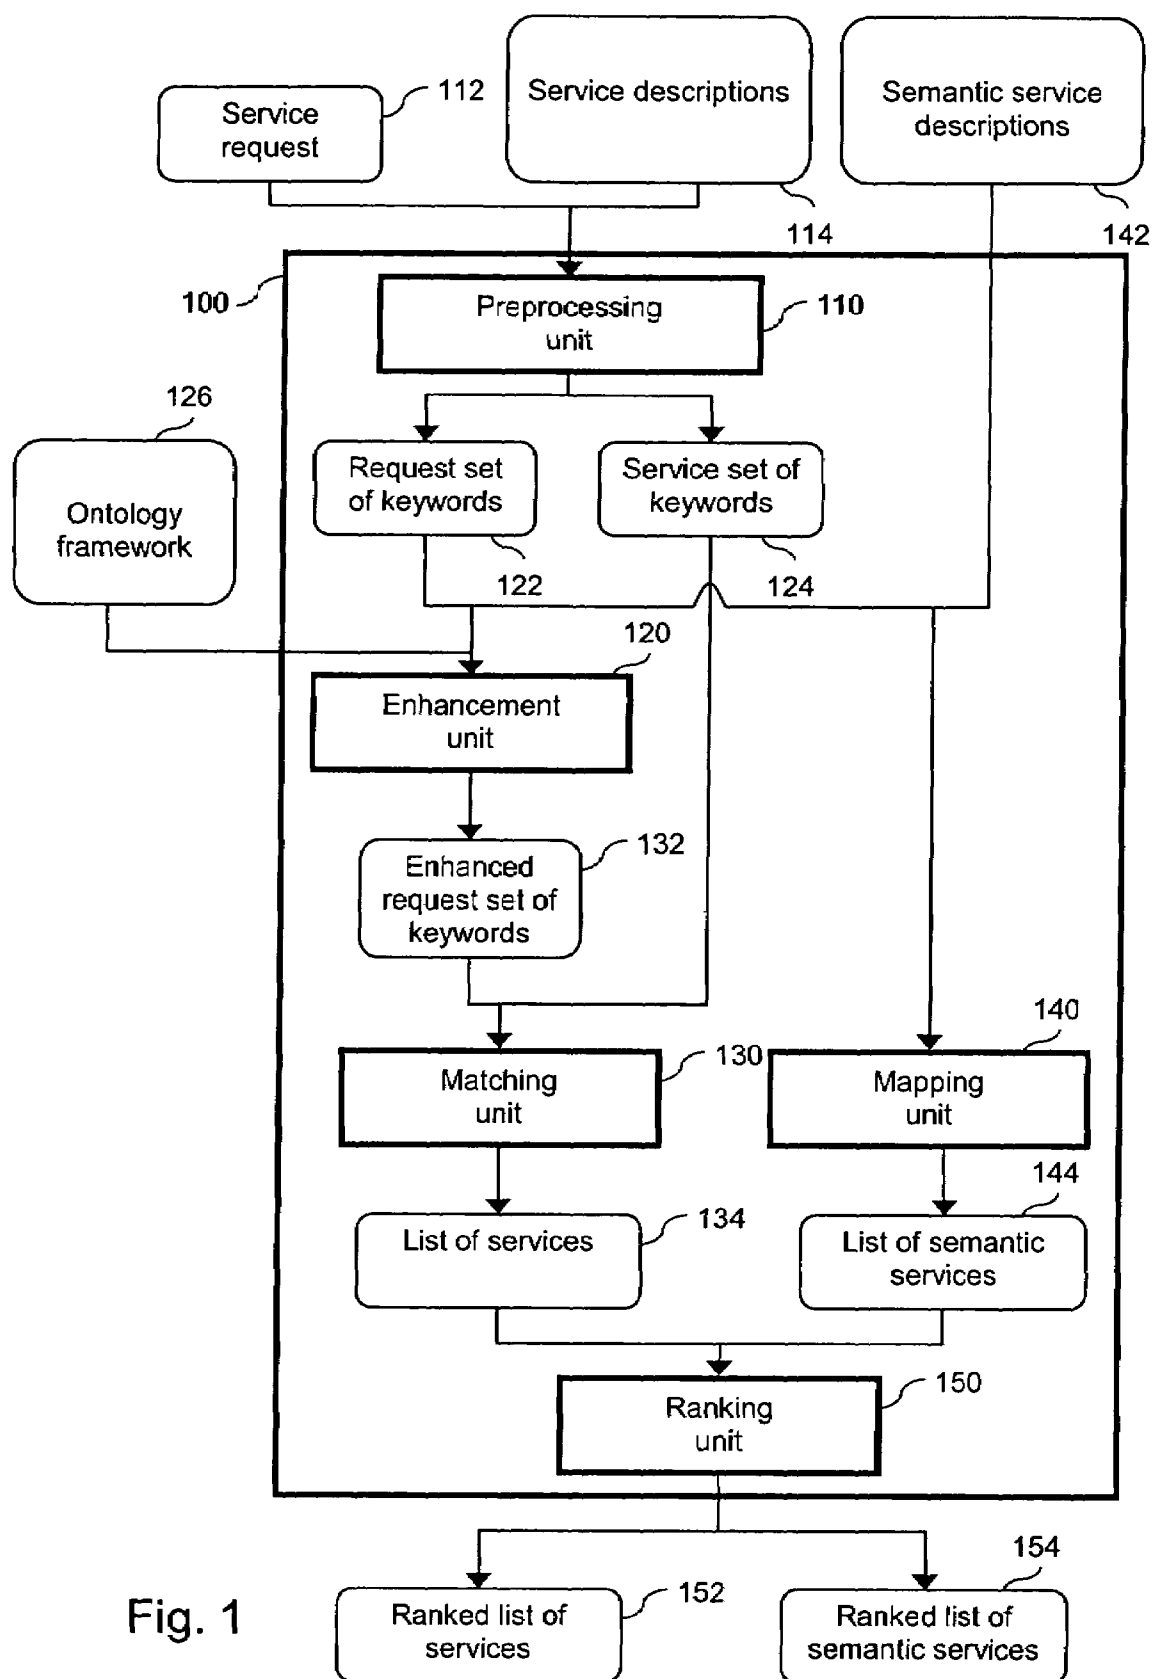 Service
request
112
Service descriptions
114
Semantic service
descriptions
142
100
Preprocessing
unit
110
126
Ontology
framework
Request set
of keywords
122
Service set of
keywords
124
120
Enhancement
unit
Enhanced
request set of
keywords
132
Matching
unit
130
140
Mapping
unit
List of services
134
144
List of semantic
services
Ranking
unit
150
Fig. 1
Ranked list of
services
152
154
Ranked list of
semantic services